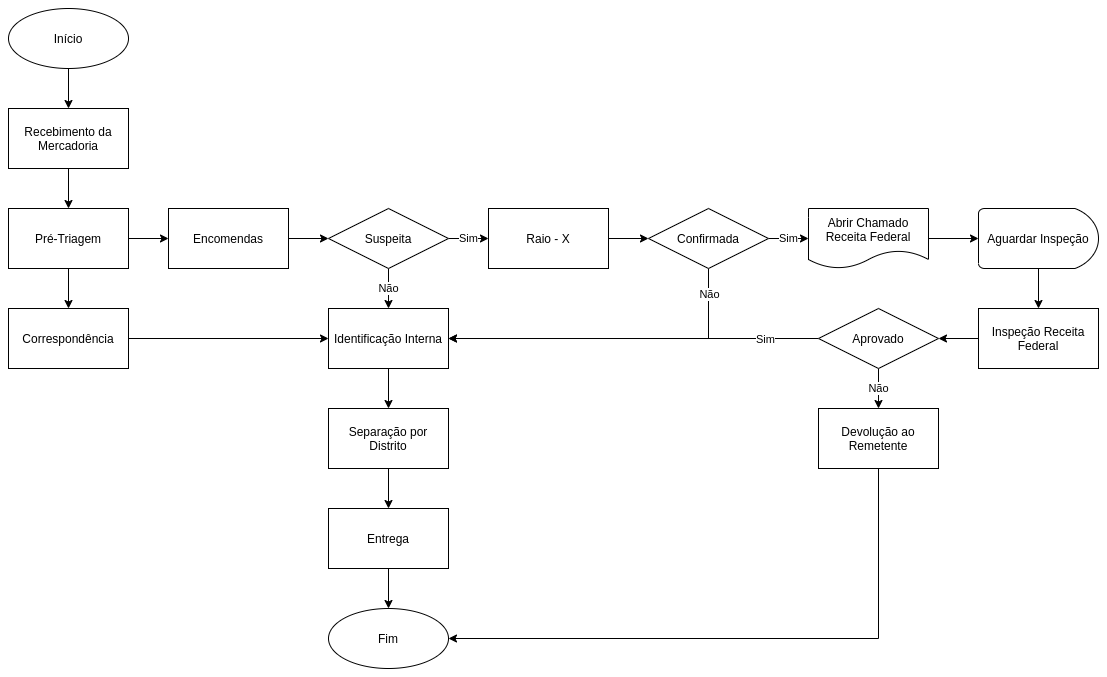 Início
Recebimento da
Mercadoria
Pré-Triagem
Encomendas
Suspeita
Sim
Raio - X
Confirmada
Sim
Abrir Chamado
Receita Federal
Aguardar Inspeção
Não
Não
Correspondência
Identificação Interna
Sim
Aprovado
Inspeção Receita
Federal
Não
Separação por
Distrito
Devolução ao
Remetente
Entrega
Fim